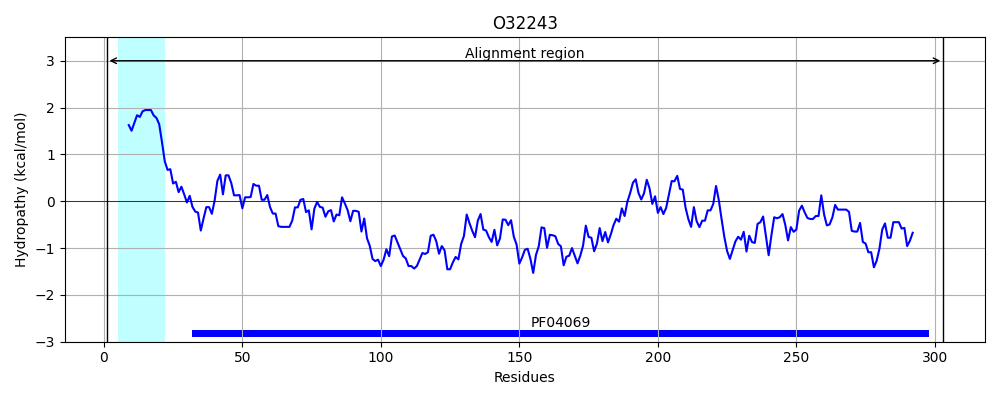 O32243
Alignment region
Hydropathy (kcal/mol)
3
2
1
0
−1
−2
−3
PF04069
0 50 100 150 200 250 300
Residues